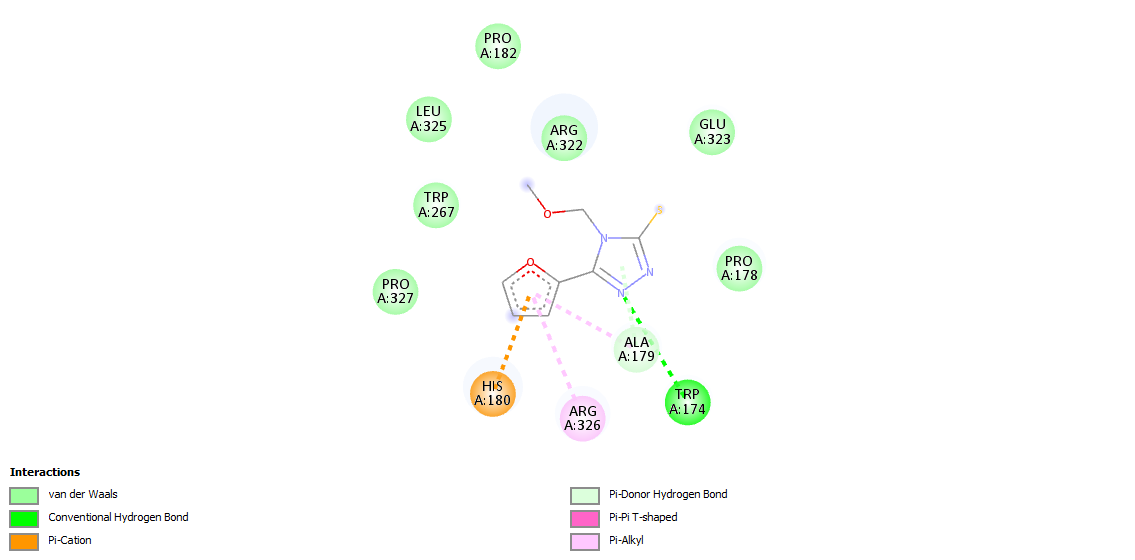 PRO
A:182
LEU
A:325
ARG
A:322
GLU
A:323
TRP
A:267
O
N
S
N
N
O
PRO
A:178
PRO
A:327
ALA
A:179
HIS
A:180
TRP
A:174
ARG
A:326
Interactions
van der Waals
Conventional Hydrogen Bond
Pi-Cation
Pi-Donor Hydrogen Bond
Pi-Pi T-shaped
Pi-Alkyl